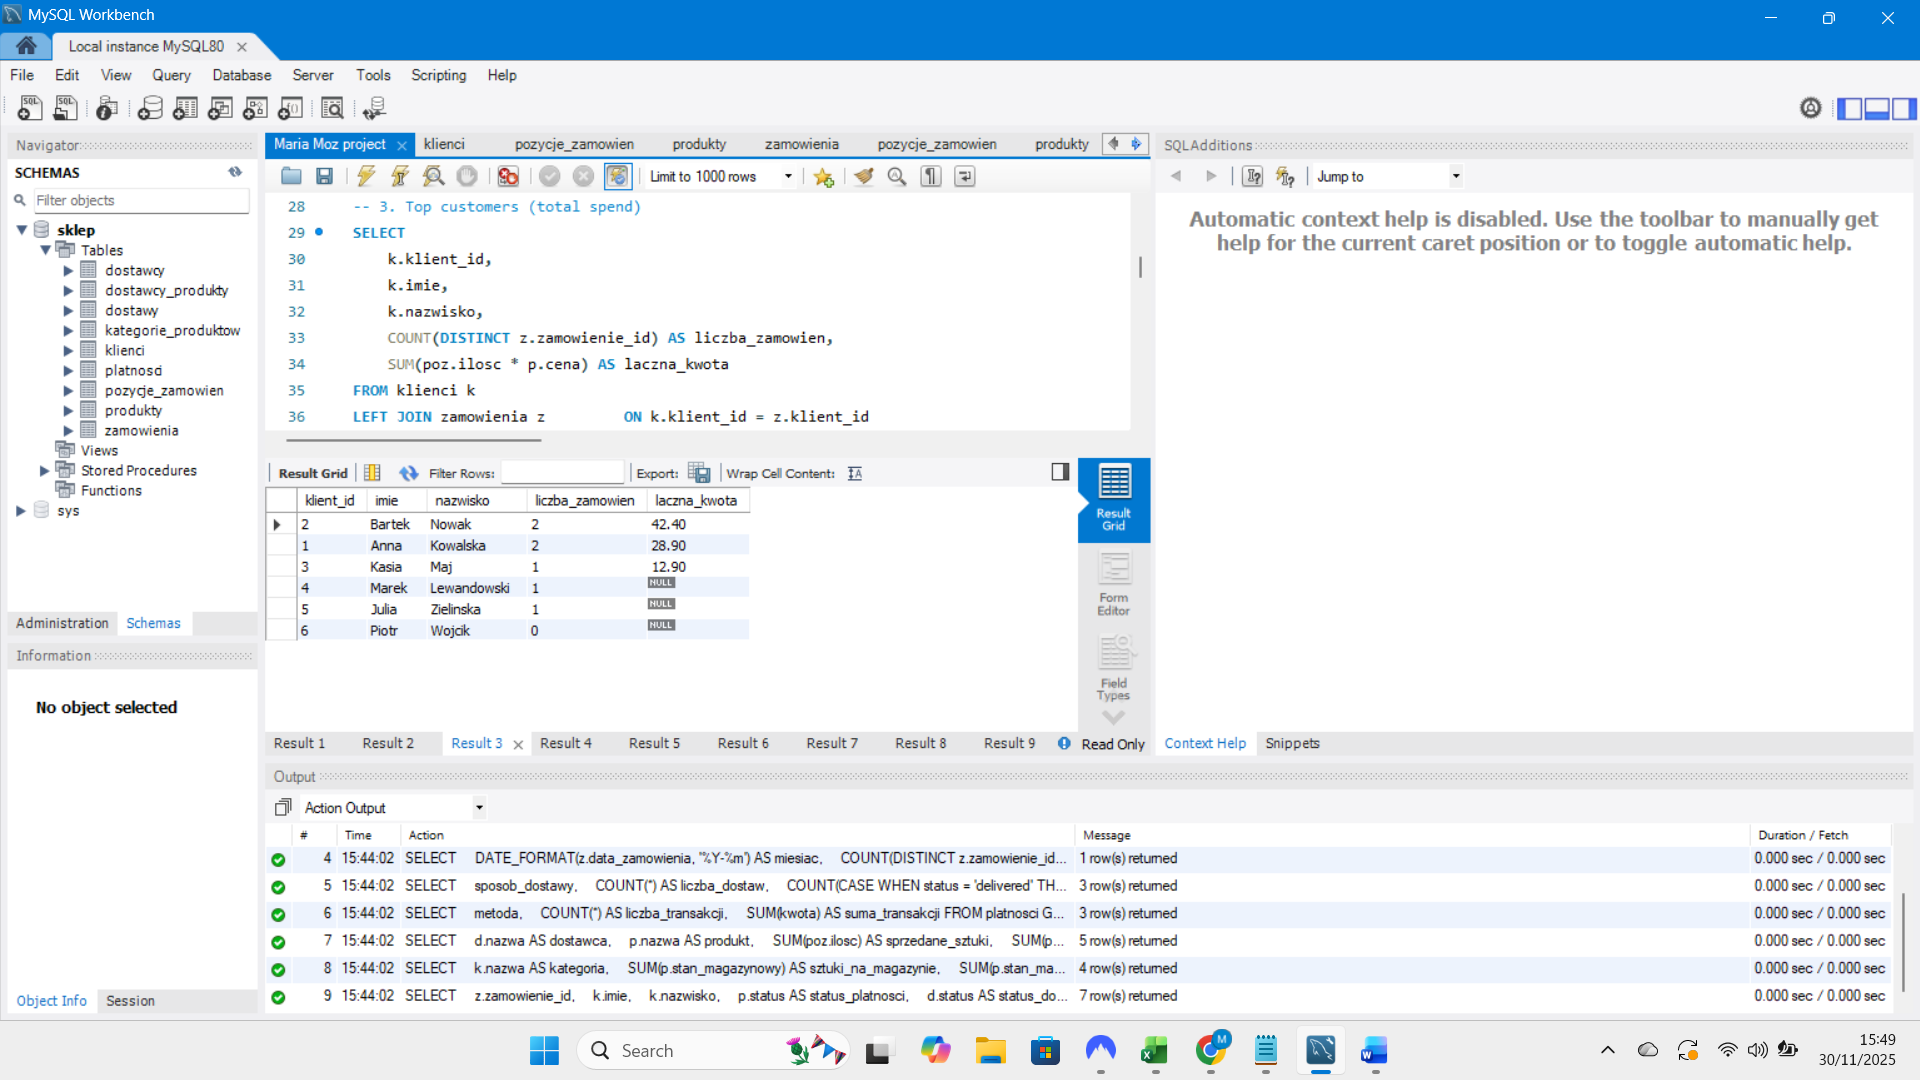 MySQL Workbench
Local instance MySQL80
File Edit View Query Database Server Tools Scripting Help
Navigator
SCHEMAS
Filter objects
sklep
Tables
dostawcy
dostawcy_produkty
dostawy
kategorie_produktow
klienci
platnosci
pozycje_zamowien
produkty
zamowienia
Views
Stored Procedures
Functions
sys
Administration Schemas
Information
No object selected
Object Info Session
Maria Moz project klienci pozycje_zamowien produkty zamowienia pozycje_zamowien produkty
Limit to 1000 rows
28 -- 3. Top customers (total spend)
29 SELECT
30 k.klient_id,
31 k.imie,
32 k.nazwisko,
33 COUNT(DISTINCT z.zamowienie_id) AS liczba_zamowien,
34 SUM(poz.ilosc * p.cena) AS laczna_kwota
35 FROM klienci k
36 LEFT JOIN zamowienia z ON k.klient_id = z.klient_id
Result Grid Filter Rows: Export: Wrap Cell Content:
klient_id imie nazwisko liczba_zamowien laczna_kwota
2 Bartek Nowak 2 42.40
1 Anna Kowalska 2 28.90
3 Kasia Maj 1 12.90
4 Marek Lewandowski 1 NULL
5 Julia Zielinska 1 NULL
6 Piotr Wojcik 0 NULL
Result Grid
Form Editor
Field Types
Result 1 Result 2 Result 3 Result 4 Result 5 Result 6 Result 7 Result 8 Result 9 Read Only
SQLAdditions
Jump to
Automatic context help is disabled. Use the toolbar to manually get
help for the current caret position or to toggle automatic help.
Context Help Snippets
Output
Action Output
# Time Action Message Duration / Fetch
4 15:44:02 SELECT DATE_FORMAT(z.data_zamowienia, '%Y-%m') AS miesiac, COUNT(DISTINCT z.zamowienie_id... 1 row(s) returned 0.000 sec / 0.000 sec
5 15:44:02 SELECT sposob_dostawy, COUNT(*) AS liczba_dostaw, COUNT(CASE WHEN status = 'delivered' TH... 3 row(s) returned 0.000 sec / 0.000 sec
6 15:44:02 SELECT metoda, COUNT(*) AS liczba_transakcji, SUM(kwota) AS suma_transakcji FROM platnosci G... 3 row(s) returned 0.000 sec / 0.000 sec
7 15:44:02 SELECT d.nazwa AS dostawca, p.nazwa AS produkt, SUM(poz.ilosc) AS sprzedane_sztuki, SUM(p... 5 row(s) returned 0.000 sec / 0.000 sec
8 15:44:02 SELECT k.nazwa AS kategoria, SUM(p.stan_magazynowy) AS sztuki_na_magazynie, SUM(p.stan_ma... 4 row(s) returned 0.000 sec / 0.000 sec
9 15:44:02 SELECT z.zamowienie_id, k.imie, k.nazwisko, p.status AS status_platnosci, d.status AS status_do... 7 row(s) returned 0.000 sec / 0.000 sec
Search
15:49
30/11/2025